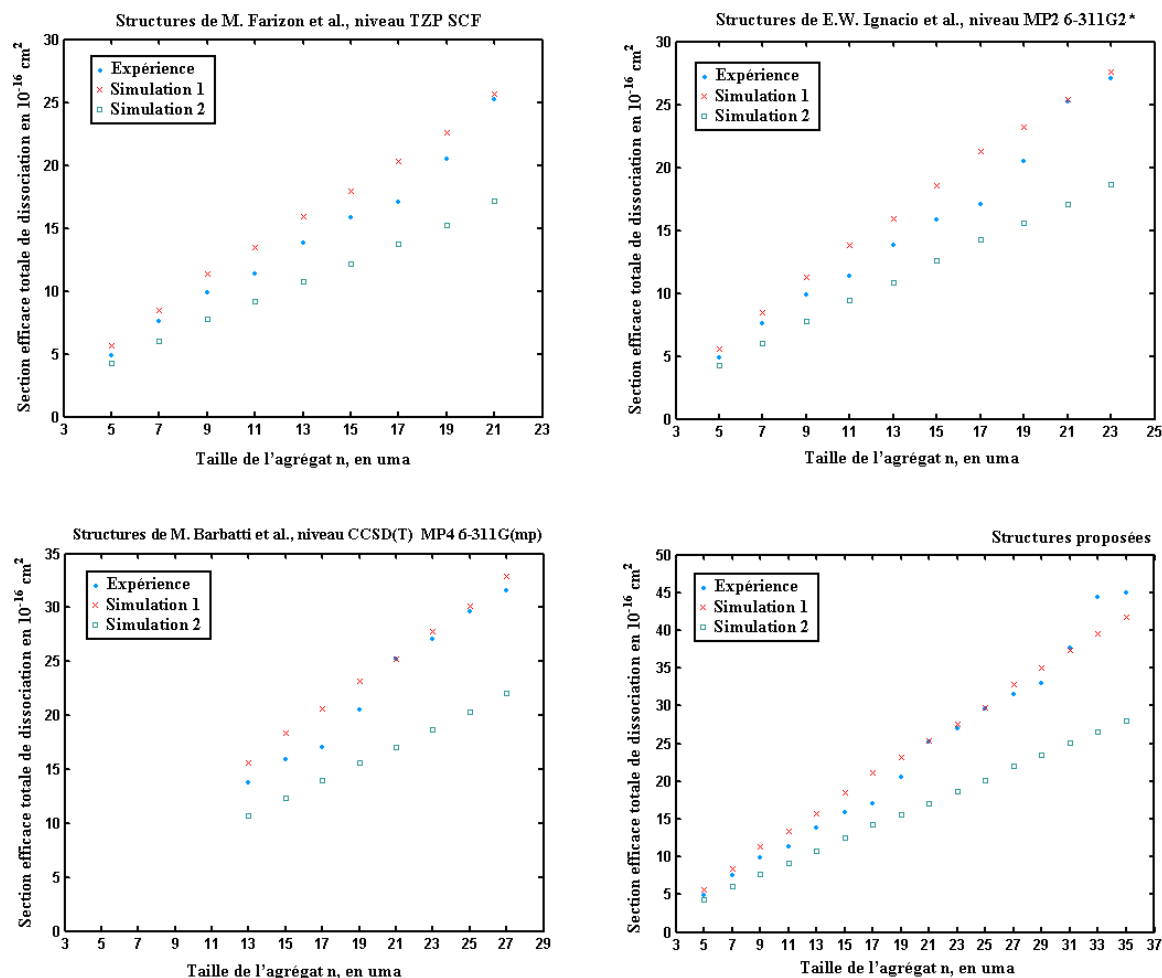 Structures de M. Farizon et al., niveau TZP SCF
Section efficace totale de dissociation en 10⁻¹⁶ cm²
30
25
20
15
10
5
0
Expérience
Simulation 1
Simulation 2
3 5 7 9 11 13 15 17 19 21 23
Taille de l'agrégat n, en uma
Structures de E.W. Ignacio et al., niveau MP2 6-311G2*
Section efficace totale de dissociation en 10⁻¹⁶ cm²
30
25
20
15
10
5
0
Expérience
Simulation 1
Simulation 2
3 5 7 9 11 13 15 17 19 21 23 25
Taille de l'agrégat n, en uma
Structures de M. Barbatti et al., niveau CCSD(T) MP4 6-311G(mp)
Section efficace totale de dissociation en 10⁻¹⁶ cm²
35
30
25
20
15
10
5
0
Expérience
Simulation 1
Simulation 2
3 5 7 9 11 13 15 17 19 21 23 25 27 29
Taille de l'agrégat n, en uma
Structures proposées
Section efficace totale de dissociation en 10⁻¹⁶ cm²
50
45
40
35
30
25
20
15
10
5
0
Expérience
Simulation 1
Simulation 2
3 5 7 9 11 13 15 17 19 21 23 25 27 29 31 33 35 37
Taille de l'agrégat n, en uma